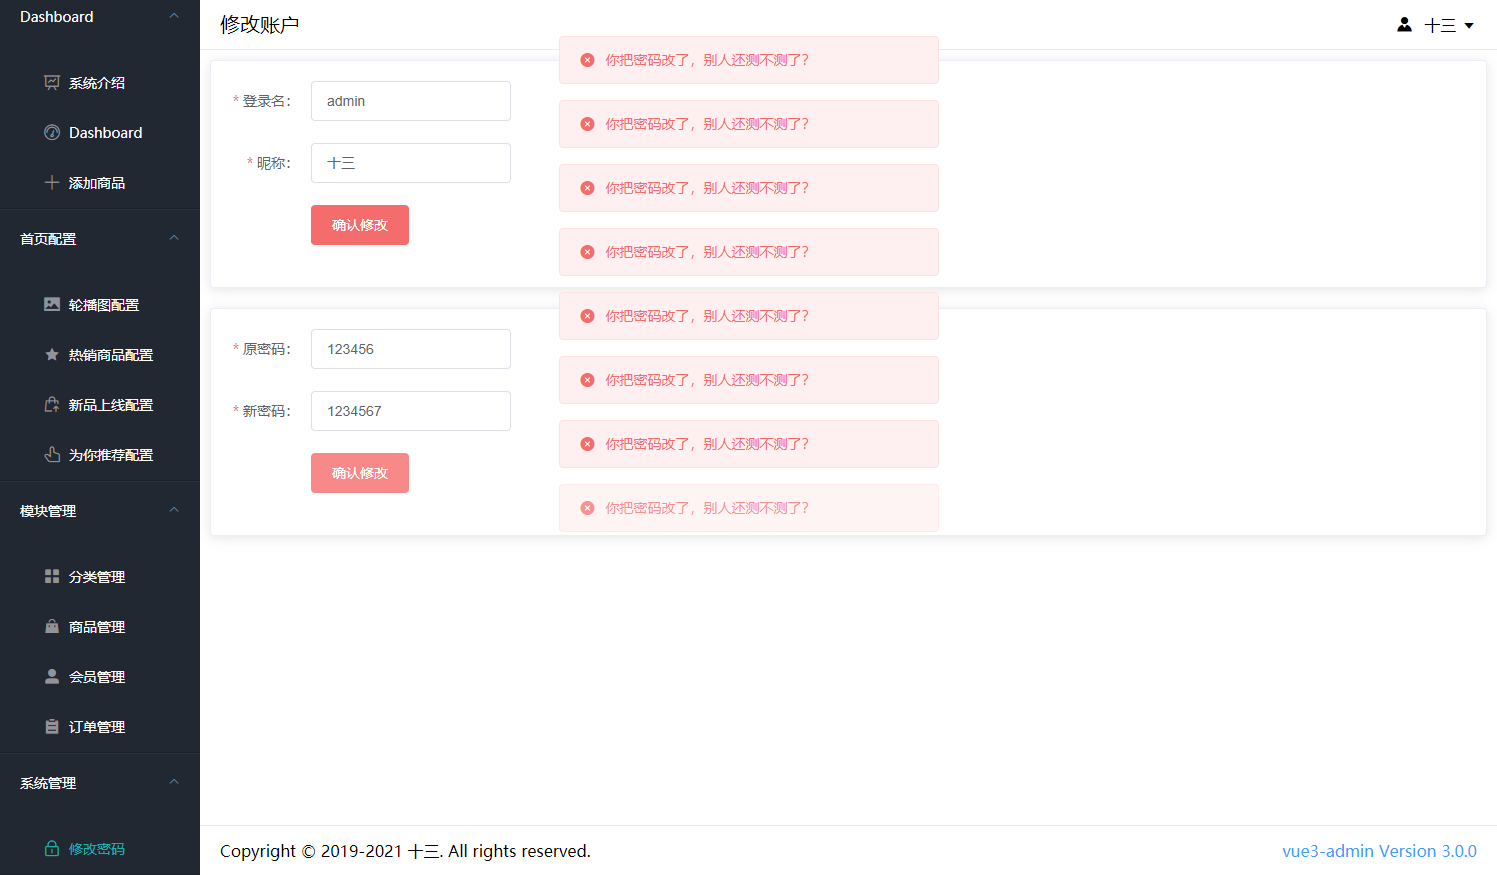 Dashboard
系统介绍
Dashboard
添加商品
首页配置
轮播图配置
热销商品配置
新品上线配置
为你推荐配置
模块管理
分类管理
商品管理
会员管理
订单管理
系统管理
修改密码
修改账户
十三
你把密码改了，别人还测不测了？
* 登录名： admin
你把密码改了，别人还测不测了？
* 昵称： 十三
你把密码改了，别人还测不测了？
确认修改
你把密码改了，别人还测不测了？
你把密码改了，别人还测不测了？
* 原密码： 123456
你把密码改了，别人还测不测了？
* 新密码： 1234567
你把密码改了，别人还测不测了？
确认修改
你把密码改了，别人还测不测了？
Copyright © 2019-2021 十三. All rights reserved.
vue3-admin Version 3.0.0